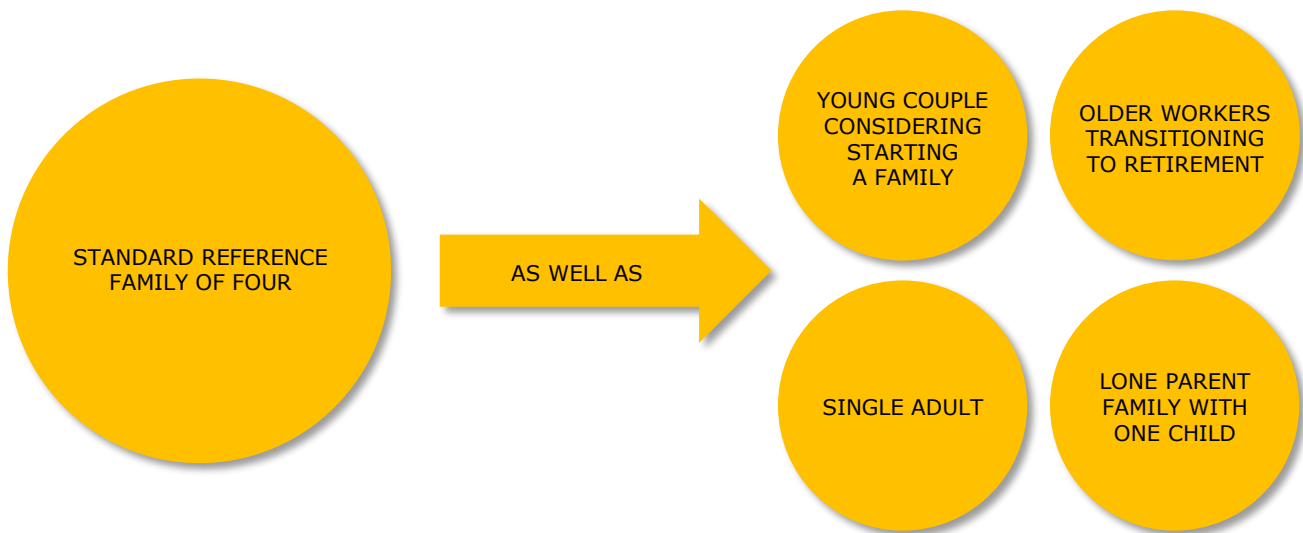 STANDARD REFERENCE
FAMILY OF FOUR
AS WELL AS
YOUNG COUPLE
CONSIDERING
STARTING
A FAMILY
OLDER WORKERS
TRANSITIONING
TO RETIREMENT
SINGLE ADULT
LONE PARENT
FAMILY WITH
ONE CHILD